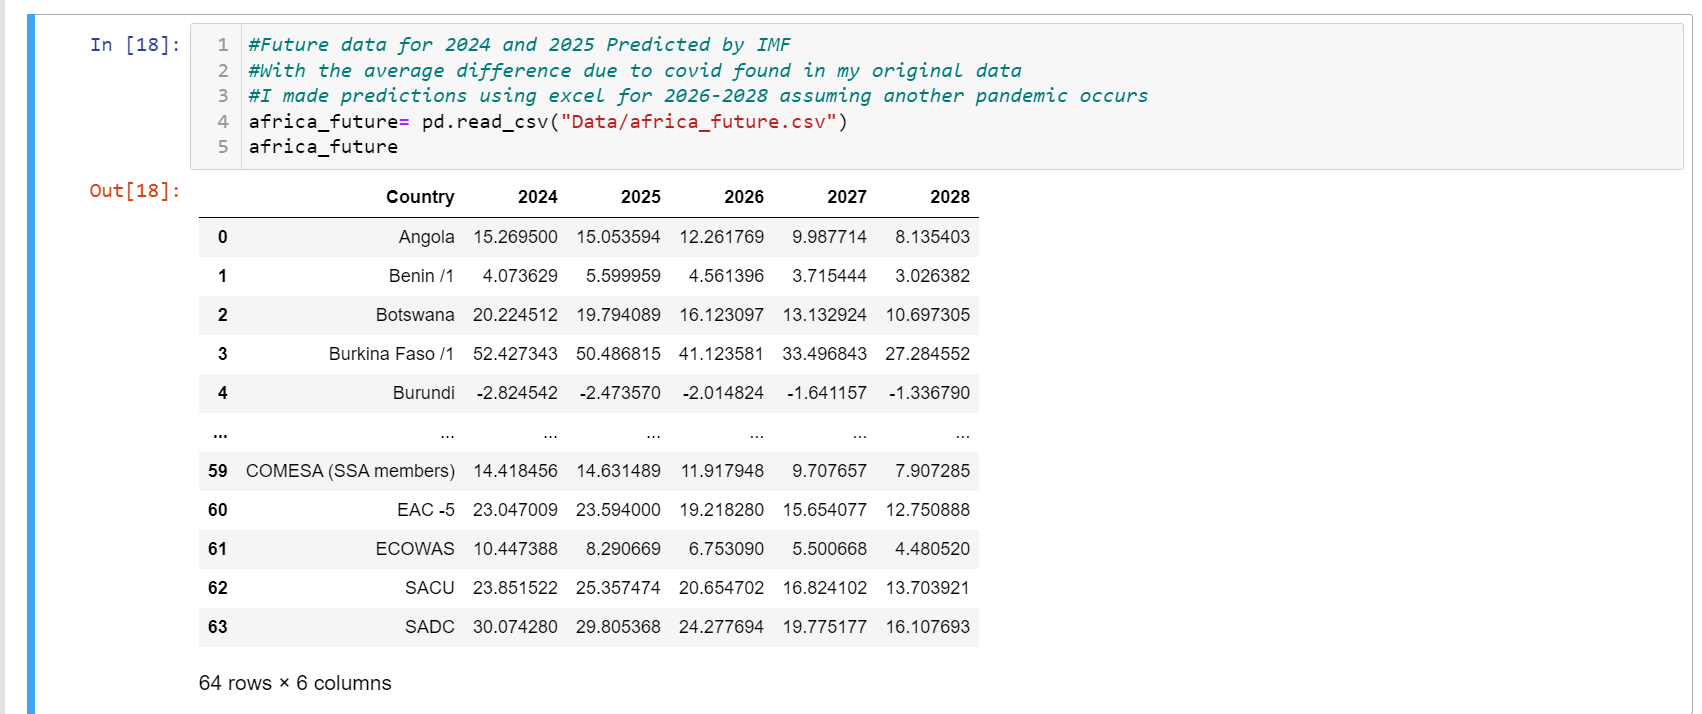 In [18]:
1 #Future data for 2024 and 2025 Predicted by IMF
2 #With the average difference due to covid found in my original data
3 #I made predictions using excel for 2026-2028 assuming another pandemic occurs
4 africa_future= pd.read_csv("Data/africa_future.csv")
5 africa_future
Out[18]:
Country 2024 2025 2026 2027 2028
0 Angola 15.269500 15.053594 12.261769 9.987714 8.135403
1 Benin /1 4.073629 5.599959 4.561396 3.715444 3.026382
2 Botswana 20.224512 19.794089 16.123097 13.132924 10.697305
3 Burkina Faso /1 52.427343 50.486815 41.123581 33.496843 27.284552
4 Burundi -2.824542 -2.473570 -2.014824 -1.641157 -1.336790
... ... ... ... ... ... ...
59 COMESA (SSA members) 14.418456 14.631489 11.917948 9.707657 7.907285
60 EAC -5 23.047009 23.594000 19.218280 15.654077 12.750888
61 ECOWAS 10.447388 8.290669 6.753090 5.500668 4.480520
62 SACU 23.851522 25.357474 20.654702 16.824102 13.703921
63 SADC 30.074280 29.805368 24.277694 19.775177 16.107693
64 rows × 6 columns